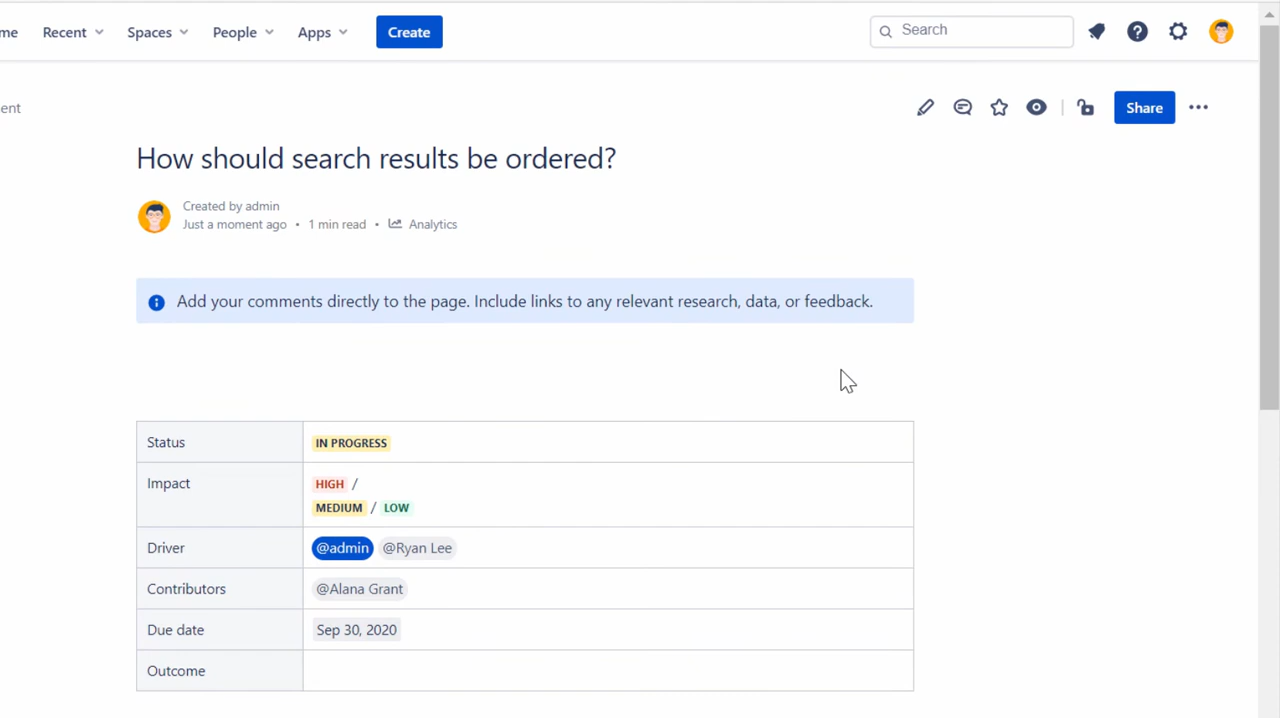 me Recent Spaces People Apps Create Search
ent
Share
How should search results be ordered?
Created by admin
Just a moment ago • 1 min read • Analytics
Add your comments directly to the page. Include links to any relevant research, data, or feedback.
Status IN PROGRESS
Impact HIGH /
MEDIUM / LOW
Driver @admin @Ryan Lee
Contributors @Alana Grant
Due date Sep 30, 2020
Outcome